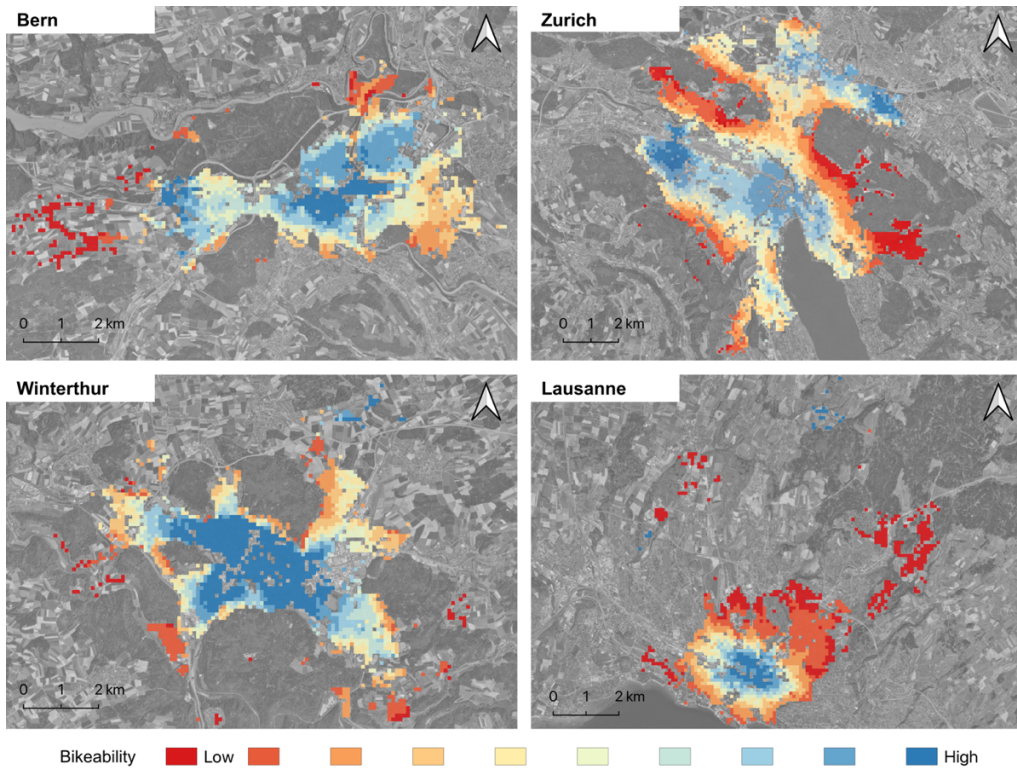 Bern
Zurich
0 1 2 km
0 1 2 km
Winterthur
Lausanne
0 1 2 km
0 1 2 km
Bikeability Low High